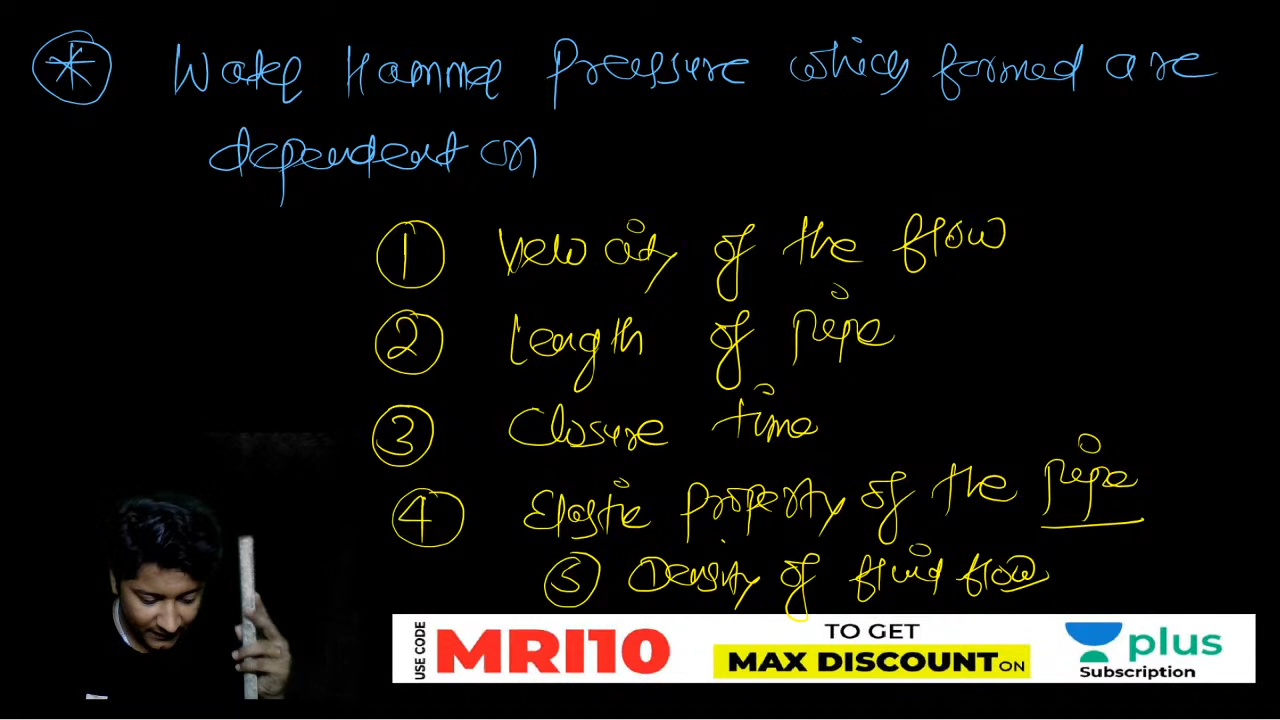 * Water Hammer Pressure which formed are
dependent on
① Velocity of the flow
② Length of pipe
③ Closure time
④ Elastic property of the pipe
⑤ Density of fluid flow
USE CODE
MRI10
TO GET
MAX DISCOUNT ON
plus
Subscription